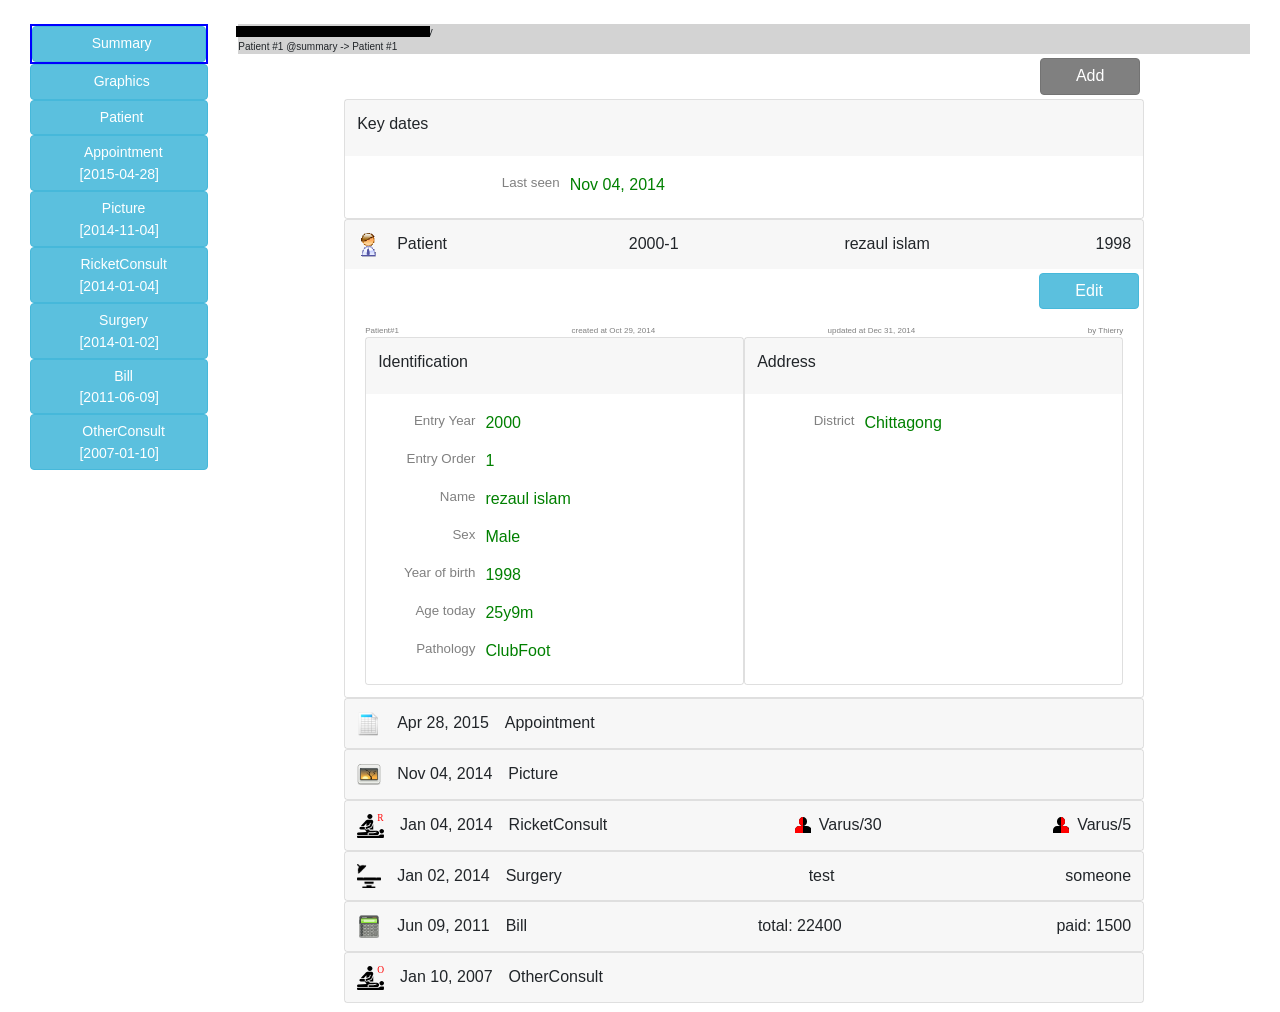 Summary
Graphics
Patient
Appointment
[2015-04-28]
Picture
[2014-11-04]
RicketConsult
[2014-01-04]
Surgery
[2014-01-02]
Bill
[2011-06-09]
OtherConsult
[2007-01-10]
Patient #1 @summary -> Patient #1
Add
Key dates
Last seen Nov 04, 2014
Patient 2000-1 rezaul islam 1998
Edit
Patient#1 created at Oct 29, 2014 updated at Dec 31, 2014 by Thierry
Identification
Entry Year 2000
Entry Order 1
Name rezaul islam
Sex Male
Year of birth 1998
Age today 25y9m
Pathology ClubFoot
Address
District Chittagong
Apr 28, 2015 Appointment
Nov 04, 2014 Picture
R Jan 04, 2014 RicketConsult Varus/30 Varus/5
Jan 02, 2014 Surgery test someone
Jun 09, 2011 Bill total: 22400 paid: 1500
O Jan 10, 2007 OtherConsult